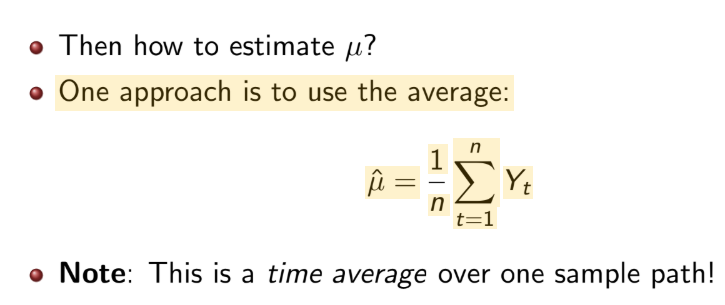 • Then how to estimate μ?
• One approach is to use the average:
μ̂ = 1/n ∑_{t=1}^{n} Y_t
• Note: This is a time average over one sample path!